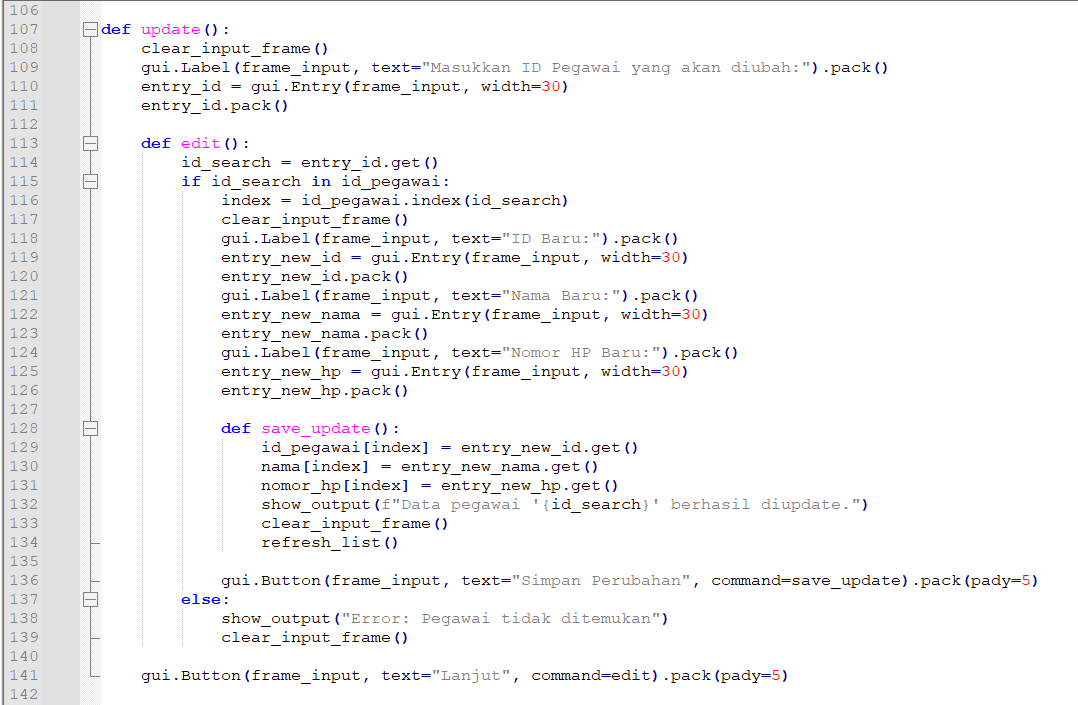 106
107 def update():
108     clear_input_frame()
109     gui.Label(frame_input, text="Masukkan ID Pegawai yang akan diubah:").pack()
110     entry_id = gui.Entry(frame_input, width=30)
111     entry_id.pack()
112
113     def edit():
114         id_search = entry_id.get()
115         if id_search in id_pegawai:
116             index = id_pegawai.index(id_search)
117             clear_input_frame()
118             gui.Label(frame_input, text="ID Baru:").pack()
119             entry_new_id = gui.Entry(frame_input, width=30)
120             entry_new_id.pack()
121             gui.Label(frame_input, text="Nama Baru:").pack()
122             entry_new_nama = gui.Entry(frame_input, width=30)
123             entry_new_nama.pack()
124             gui.Label(frame_input, text="Nomor HP Baru:").pack()
125             entry_new_hp = gui.Entry(frame_input, width=30)
126             entry_new_hp.pack()
127
128             def save_update():
129                 id_pegawai[index] = entry_new_id.get()
130                 nama[index] = entry_new_nama.get()
131                 nomor_hp[index] = entry_new_hp.get()
132                 show_output(f"Data pegawai '{id_search}' berhasil diupdate.")
133                 clear_input_frame()
134                 refresh_list()
135
136             gui.Button(frame_input, text="Simpan Perubahan", command=save_update).pack(pady=5)
137         else:
138             show_output("Error: Pegawai tidak ditemukan")
139             clear_input_frame()
140
141     gui.Button(frame_input, text="Lanjut", command=edit).pack(pady=5)
142